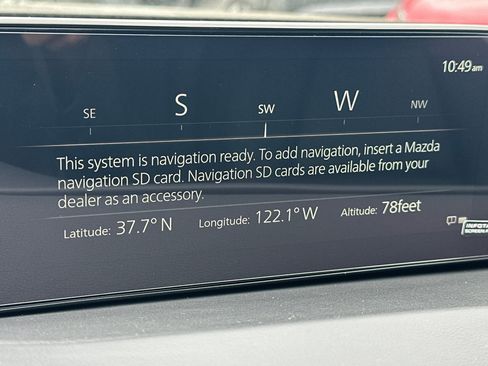 10:49am
SE S SW W NW
This system is navigation ready. To add navigation, insert a Mazda
navigation SD card. Navigation SD cards are available from your
dealer as an accessory.
Latitude: 37.7° N Longitude: 122.1° W Altitude: 78feet